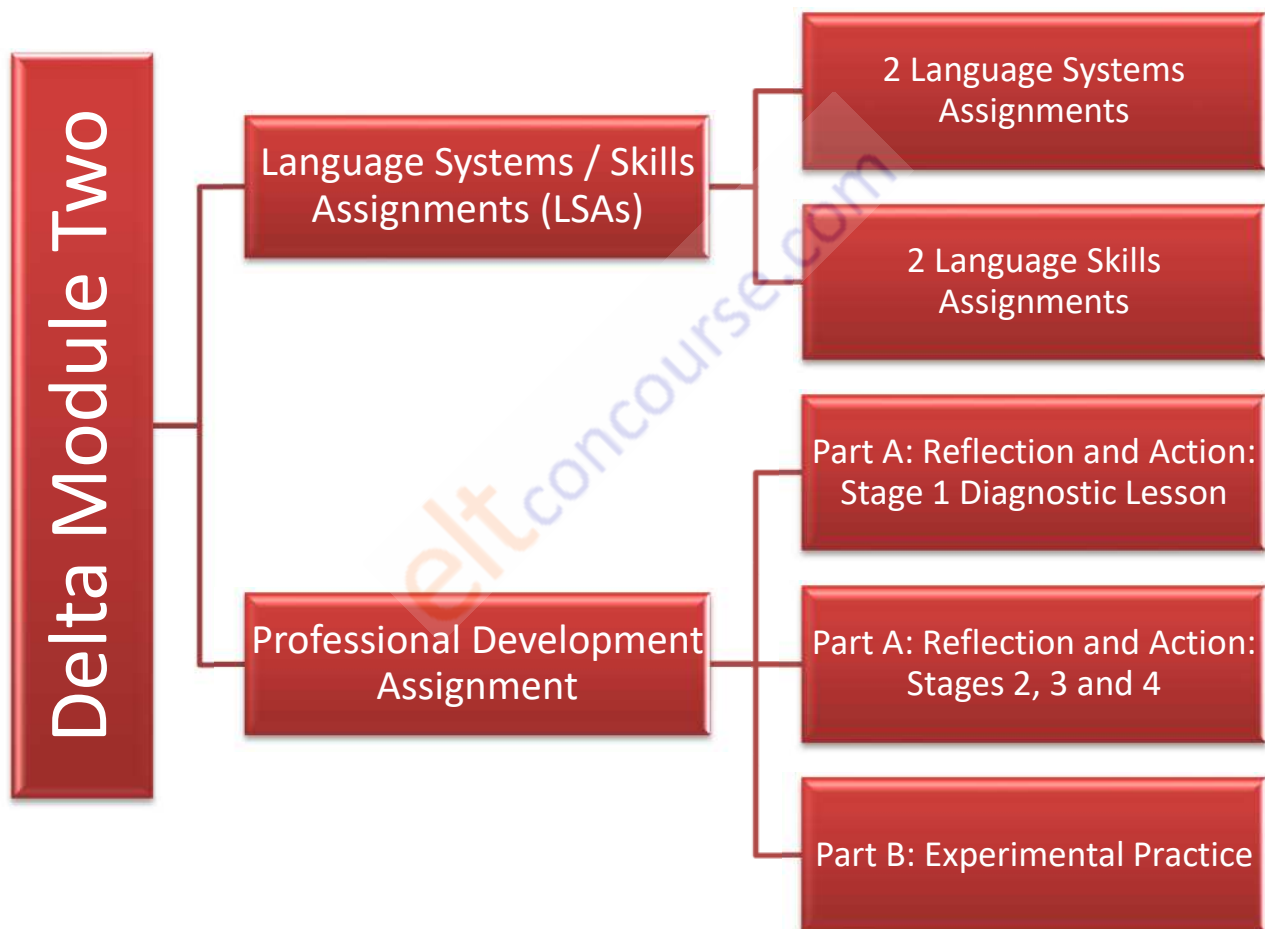 Delta Module Two
Language Systems / Skills
Assignments (LSAs)
2 Language Systems
Assignments
2 Language Skills
Assignments
Professional Development
Assignment
Part A: Reflection and Action:
Stage 1 Diagnostic Lesson
Part A: Reflection and Action:
Stages 2, 3 and 4
Part B: Experimental Practice
eltconcourse.com